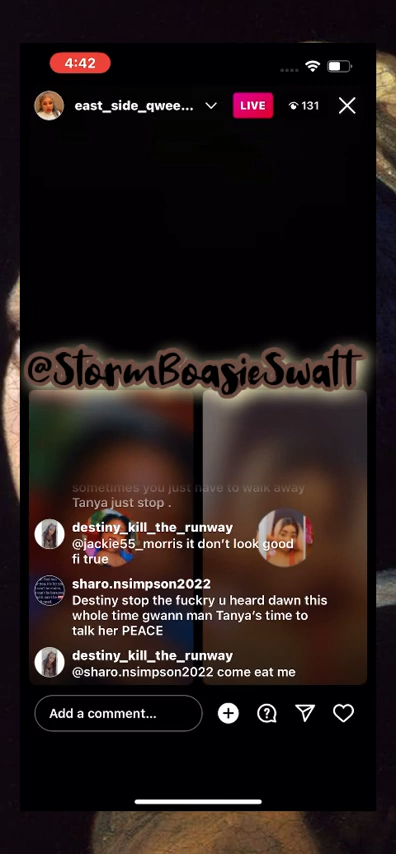 4:42
east_side_qwee...
LIVE
131
@StormBoasieSwatt
sometimes you just have to walk away
Tanya just stop .
destiny_kill_the_runway
@jackie55_morris it don't look good
fi true
sharo.nsimpson2022
Destiny stop the fuckry u heard dawn this
whole time gwann man Tanya's time to
talk her PEACE
destiny_kill_the_runway
@sharo.nsimpson2022 come eat me
Add a comment...